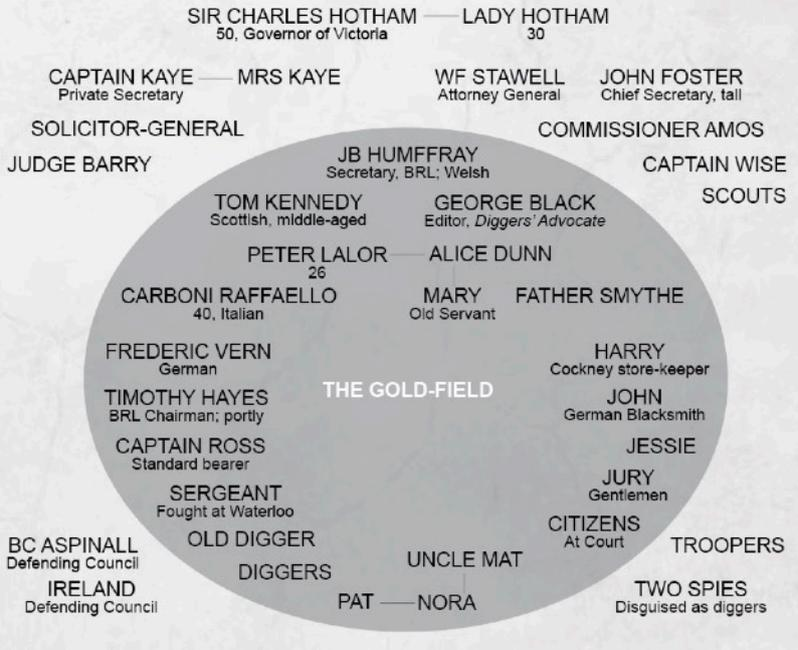 SIR CHARLES HOTHAM LADY HOTHAM
50, Governor of Victoria 30
CAPTAIN KAYE MRS KAYE WF STAWELL JOHN FOSTER
Private Secretary Attorney General Chief Secretary, tall
SOLICITOR-GENERAL COMMISSIONER AMOS
JUDGE BARRY JB HUMFFRAY CAPTAIN WISE
Secretary, BRL; Welsh
SCOUTS
TOM KENNEDY GEORGE BLACK
Scottish, middle-aged Editor, Diggers' Advocate
PETER LALOR ALICE DUNN
26
CARBONI RAFFAELLO MARY FATHER SMYTHE
40, Italian Old Servant
FREDERIC VERN HARRY
German Cockney store-keeper
THE GOLD-FIELD
TIMOTHY HAYES JOHN
BRL Chairman; portly German Blacksmith
CAPTAIN ROSS JESSIE
Standard bearer
SERGEANT JURY
Fought at Waterloo Gentlemen
OLD DIGGER CITIZENS
At Court
BC ASPINALL TROOPERS
Defending Council
DIGGERS UNCLE MAT
IRELAND TWO SPIES
Defending Council Disguised as diggers
PAT NORA